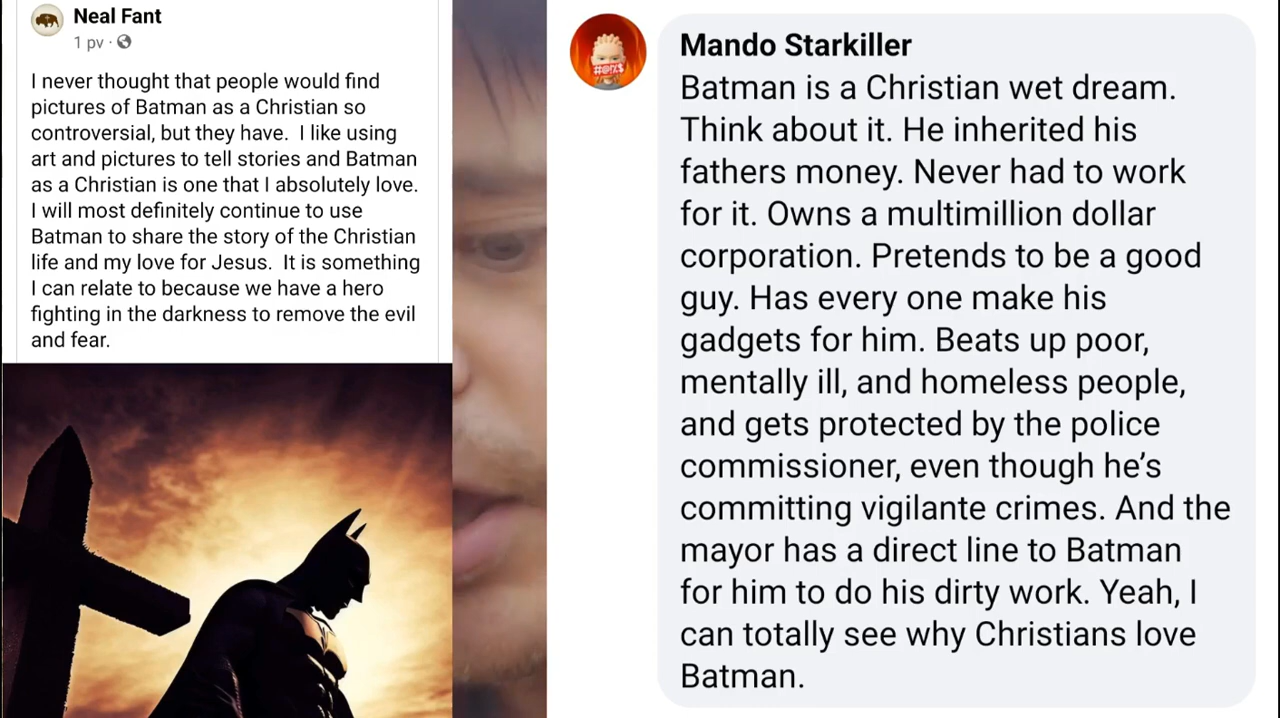 Neal Fant
1 pv ·
I never thought that people would find
pictures of Batman as a Christian so
controversial, but they have.  I like using
art and pictures to tell stories and Batman
as a Christian is one that I absolutely love.
I will most definitely continue to use
Batman to share the story of the Christian
life and my love for Jesus.  It is something
I can relate to because we have a hero
fighting in the darkness to remove the evil
and fear.
#@!X$
Mando Starkiller
Batman is a Christian wet dream.
Think about it. He inherited his
fathers money. Never had to work
for it. Owns a multimillion dollar
corporation. Pretends to be a good
guy. Has every one make his
gadgets for him. Beats up poor,
mentally ill, and homeless people,
and gets protected by the police
commissioner, even though he’s
committing vigilante crimes. And the
mayor has a direct line to Batman
for him to do his dirty work. Yeah, I
can totally see why Christians love
Batman.